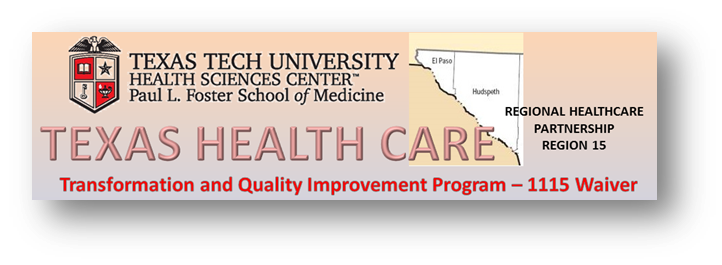 TEXAS TECH UNIVERSITY
HEALTH SCIENCES CENTER™
Paul L. Foster School of Medicine
El Paso
Hudspeth
REGIONAL HEALTHCARE
PARTNERSHIP
REGION 15
TEXAS HEALTH CARE
Transformation and Quality Improvement Program – 1115 Waiver